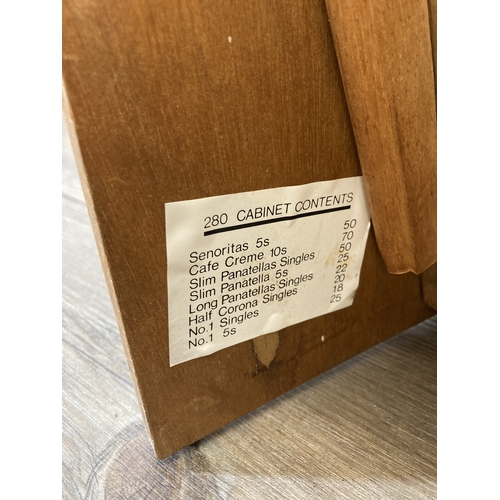 280 CABINET CONTENTS
Senoritas 5s 50
Cafe Creme 10s 70
Slim Panatellas Singles 50
Slim Panatella 5s 25
Long Panatellas Singles 22
Half Corona Singles 20
No.1 Singles 18
No.1 5s 25